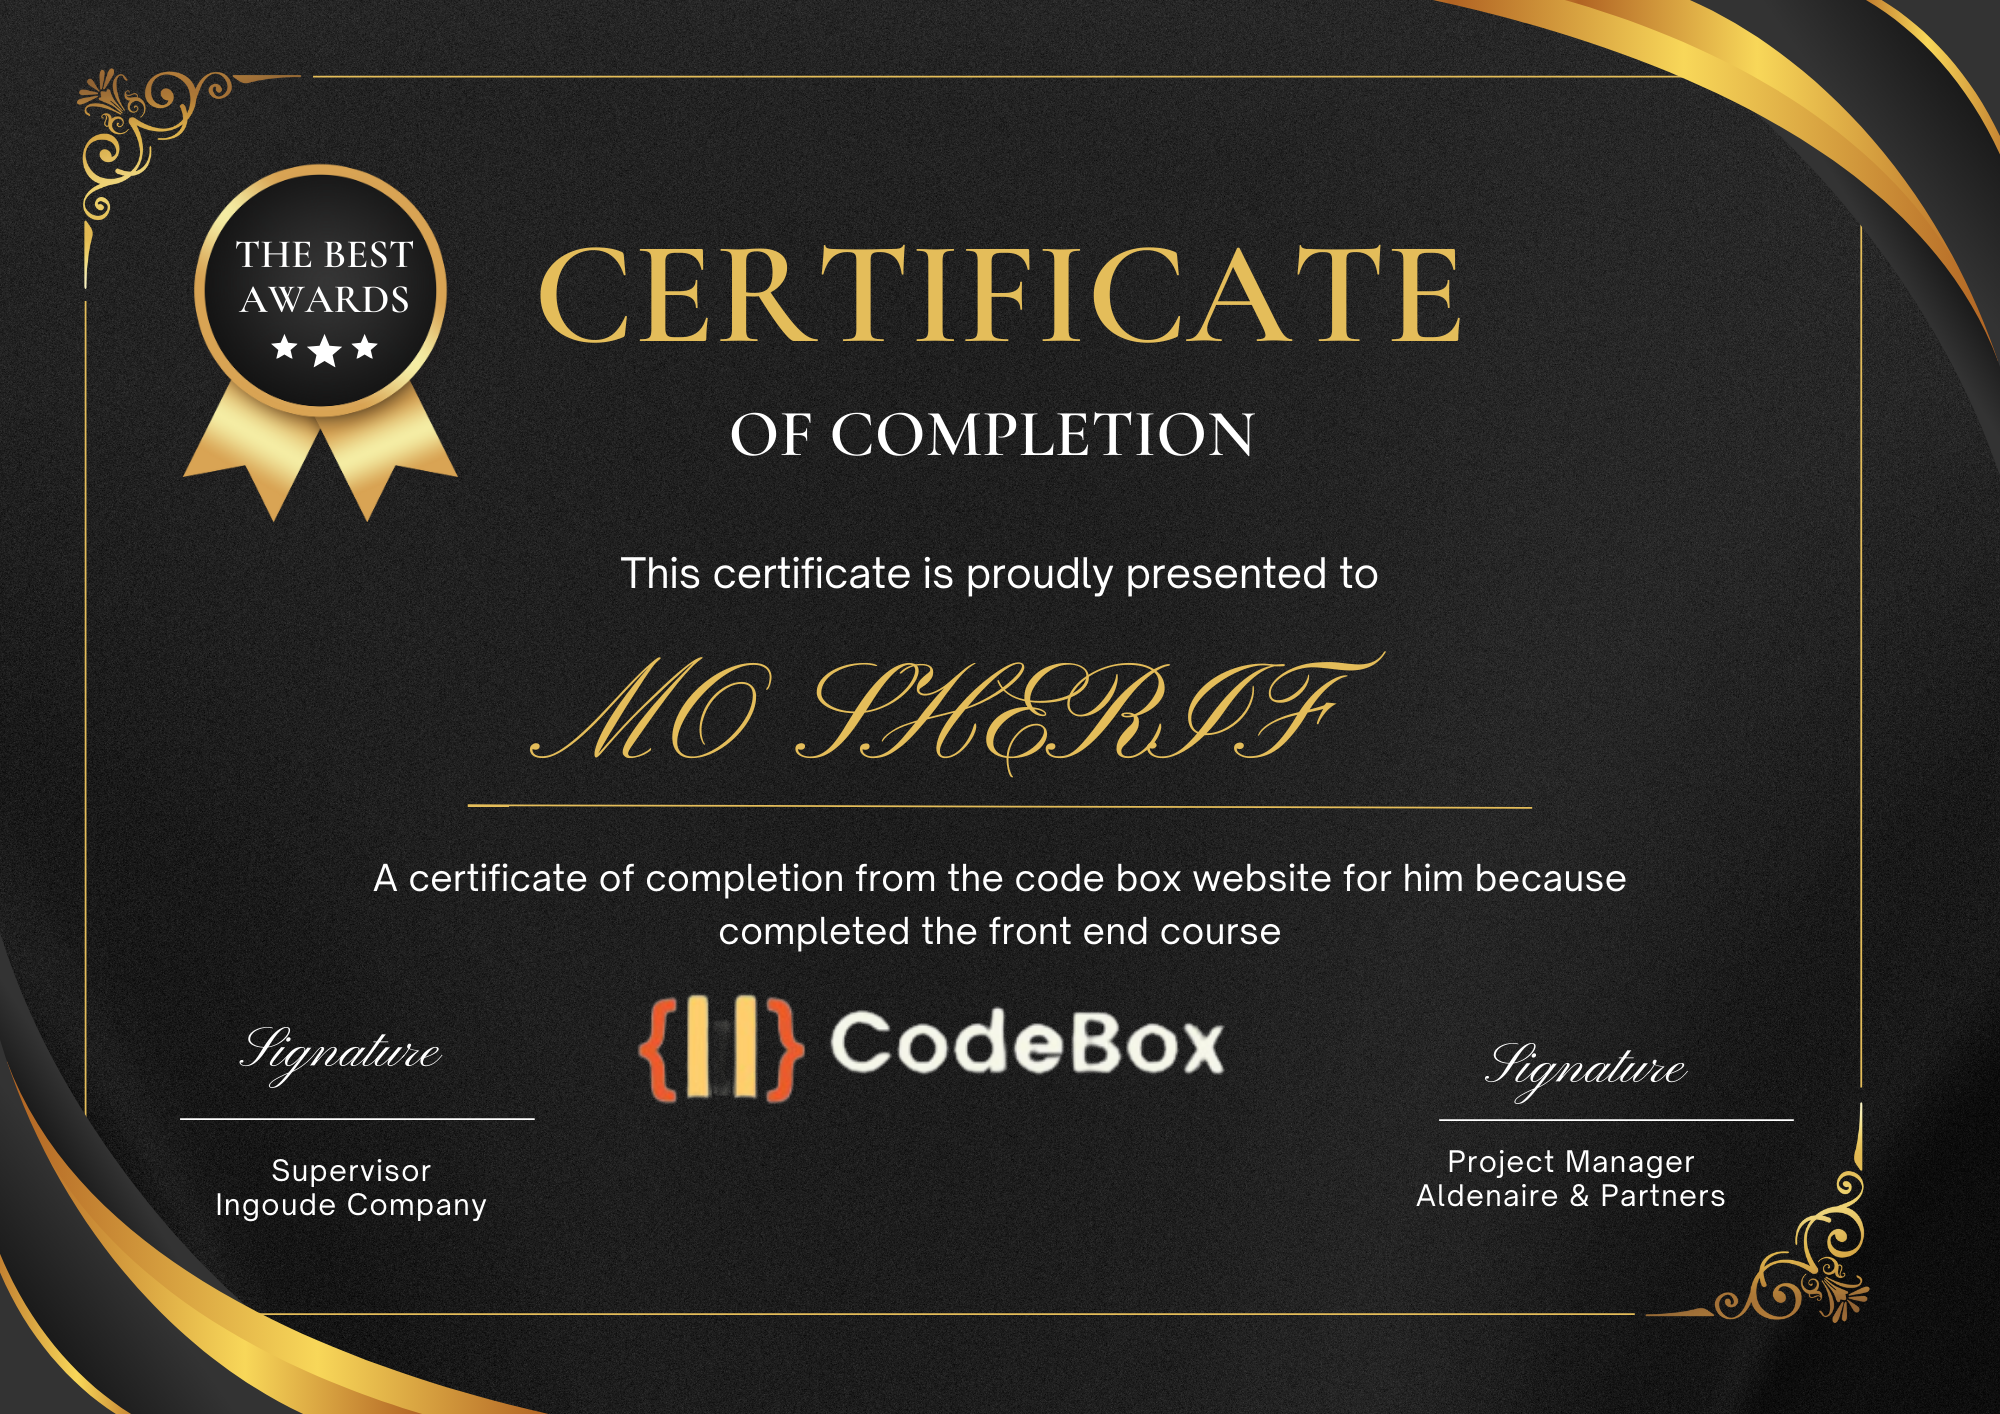 THE BEST
AWARDS
CERTIFICATE
OF COMPLETION
This certificate is proudly presented to
MO SHERIF
A certificate of completion from the code box website for him because
completed the front end course
CodeBox
Signature
Supervisor
Ingoude Company
Signature
Project Manager
Aldenaire & Partners